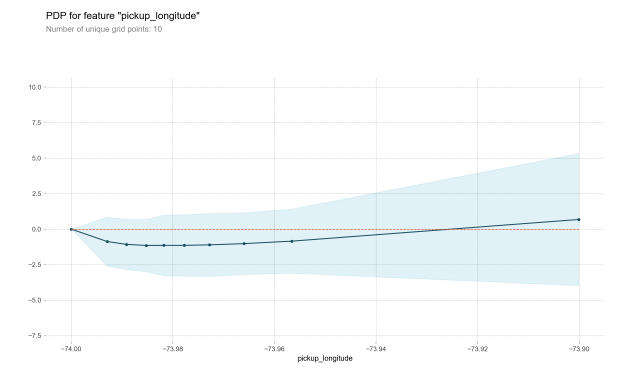 PDP for feature "pickup_longitude"
Number of unique grid points: 10
10.0
7.5
5.0
2.5
0.0
−2.5
−5.0
−7.5
−74.00 −73.98 −73.96 −73.94 −73.92 −73.90
pickup_longitude